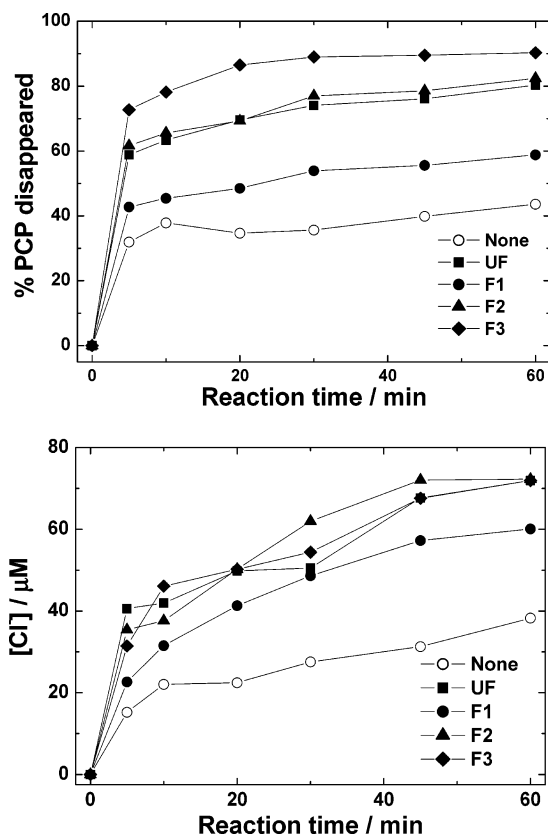 100
80
60
40
20
0
% PCP disappeared
None
UF
F1
F2
F3
0 20 40 60
Reaction time / min
80
60
40
20
0
[Cl⁻] / μM
None
UF
F1
F2
F3
0 20 40 60
Reaction time / min